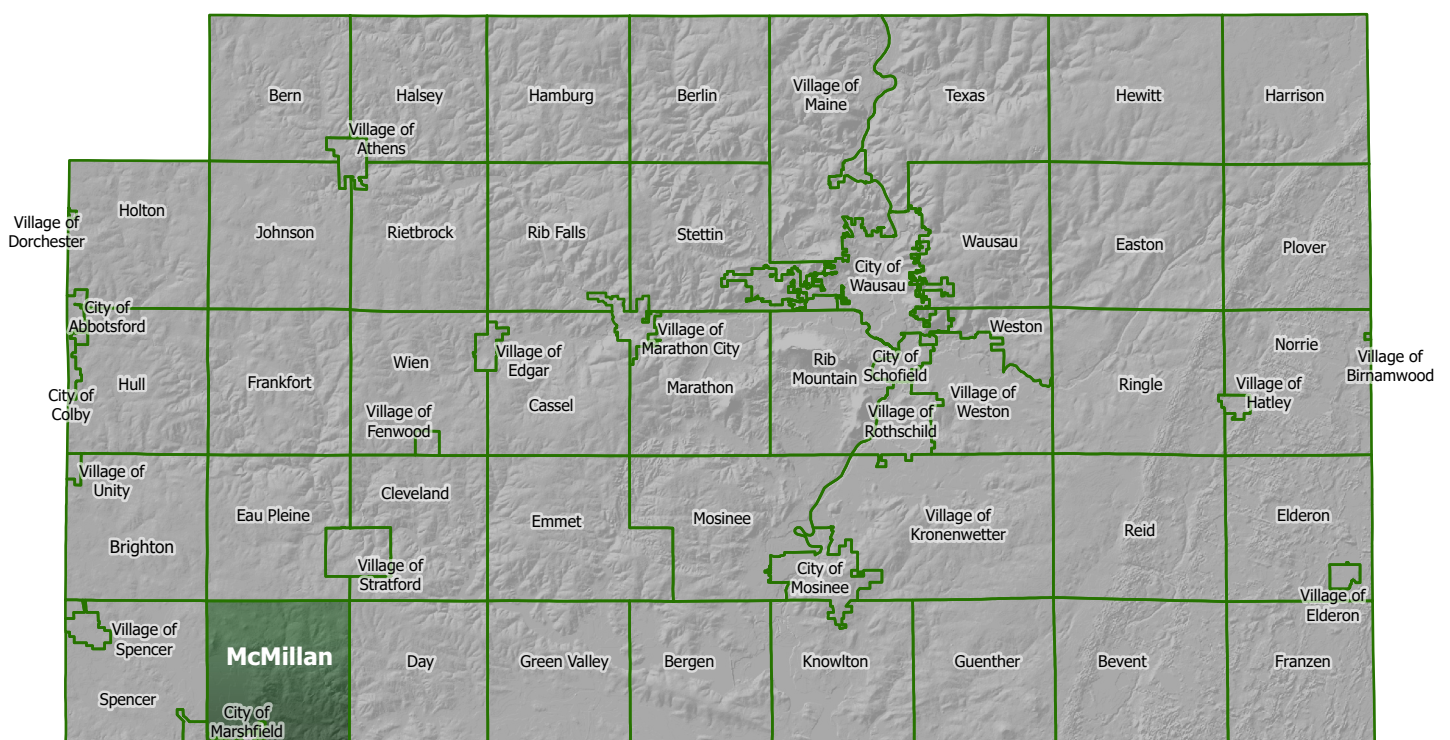 Bern
Halsey
Hamburg
Berlin
Village of
Maine
Texas
Hewitt
Harrison
Village of
Athens
Holton
Village of
Dorchester
Johnson
Rietbrock
Rib Falls
Stettin
City of
Wausau
Wausau
Easton
Plover
City of
Abbotsford
Hull
City of
Colby
Frankfort
Wien
Village of
Fenwood
Village of
Edgar
Cassel
Village of
Marathon City
Marathon
Rib
Mountain
City of
Schofield
Village of
Rothschild
Weston
Village of
Weston
Ringle
Norrie
Village of
Hatley
Village of
Birnamwood
Village of
Unity
Brighton
Eau Pleine
Cleveland
Village of
Stratford
Emmet
Mosinee
City of
Mosinee
Village of
Kronenwetter
Reid
Elderon
Village of
Elderon
Village of
Spencer
Spencer
McMillan
City of
Marshfield
Day
Green Valley
Bergen
Knowlton
Guenther
Bevent
Franzen